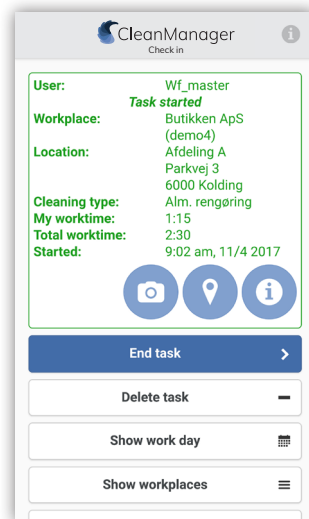 CleanManager
Check in
User: Wf_master
Task started
Workplace: Butikken ApS
(demo4)
Location: Afdeling A
Parkvej 3
6000 Kolding
Cleaning type: Alm. rengøring
My worktime: 1:15
Total worktime: 2:30
Started: 9:02 am, 11/4 2017
End task
Delete task
Show work day
Show workplaces